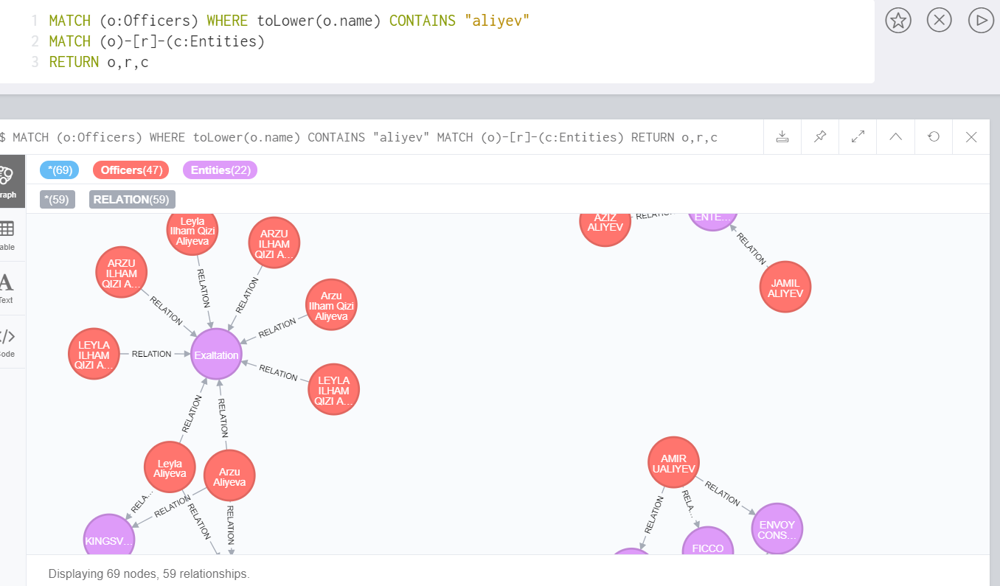 1 MATCH (o:Officers) WHERE toLower(o.name) CONTAINS "aliyev"
2 MATCH (o)-[r]-(c:Entities)
3 RETURN o,r,c
$ MATCH (o:Officers) WHERE toLower(o.name) CONTAINS "aliyev" MATCH (o)-[r]-(c:Entities) RETURN o,r,c
*(69) Officers(47) Entities(22)
*(59) RELATION(59)
raph
able
A
Text
ode
Leyla
Ilham Qizi
Aliyeva
ARZU
ILHAM
QIZI A...
ARZU
ILHAM
QIZI A...
Arzu
Ilham Qizi
Aliyeva
LEYLA
ILHAM
QIZI A...
Exaltation
LEYLA
ILHAM
QIZI A...
RELATION
RELATION
RELATION
RELATION
RELATION
RELATION
RELATION
RELATION
Leyla
Aliyeva
Arzu
Aliyeva
RELA...
RELATION
RELATION
RELATION
KINGSV...
AZIZ
ALIYEV
RELATIO...
ENTE...
RELATION
JAMIL
ALIYEV
AMIR
UALIYEV
RELATION
RELA...
RELATION
ENVOY
CONS...
FICCO
Displaying 69 nodes, 59 relationships.